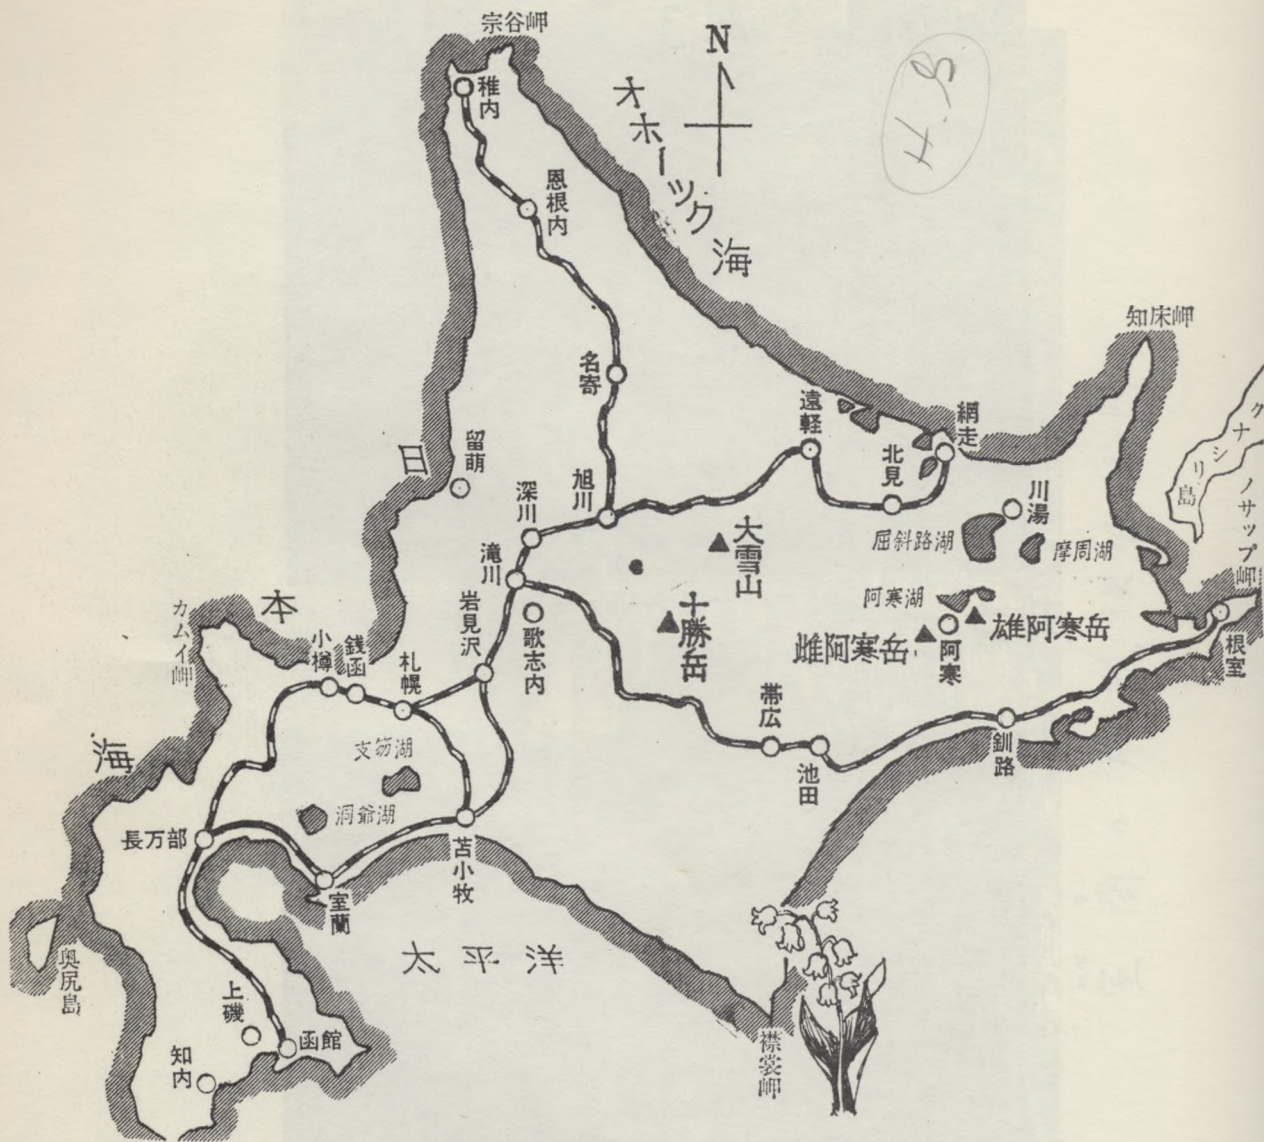 宗谷岬
N
稚内
オホーツク海
恩根内
知床岬
名寄
遠軽
網走
クナシリ島
日
留萌
北見
旭川
深川
川湯
ノサップ岬
屈斜路湖
摩周湖
大雪山
滝川
阿寒湖
岩見沢
歌志内
十勝岳
雄阿寒岳
雌阿寒岳
阿寒
本
カムイ岬
小樽
銭函
札幌
根室
帯広
池田
釧路
海
支笏湖
洞爺湖
長万部
苫小牧
室蘭
太平洋
奥尻島
上磯
函館
知内
襟裳岬